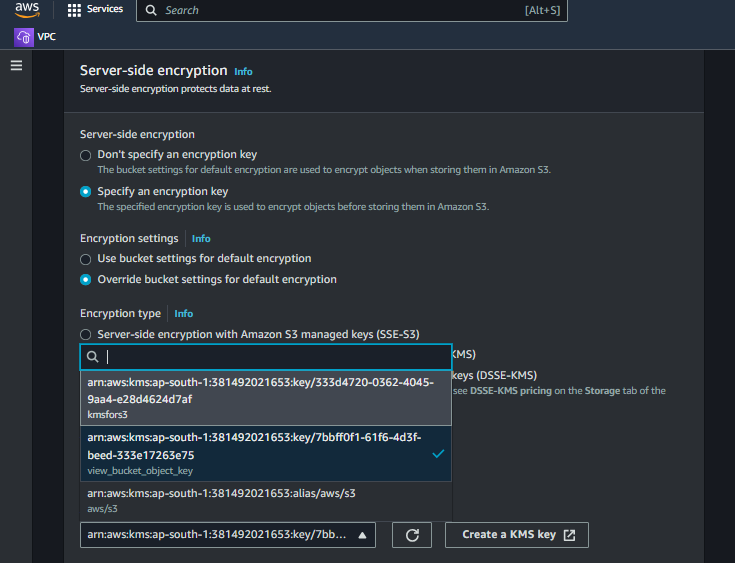 aws
Services
Search
[Alt+S]
VPC
Server-side encryption Info
Server-side encryption protects data at rest.
Server-side encryption
Don't specify an encryption key
The bucket settings for default encryption are used to encrypt objects when storing them in Amazon S3.
Specify an encryption key
The specified encryption key is used to encrypt objects before storing them in Amazon S3.
Encryption settings Info
Use bucket settings for default encryption
Override bucket settings for default encryption
Encryption type Info
Server-side encryption with Amazon S3 managed keys (SSE-S3)
KMS)
keys (DSSE-KMS)
see DSSE-KMS pricing on the Storage tab of the
arn:aws:kms:ap-south-1:381492021653:key/333d4720-0362-4045-
9aa4-e28d4624d7af
kmsfors3
arn:aws:kms:ap-south-1:381492021653:key/7bbff0f1-61f6-4d3f-
beed-333e17263e75
view_bucket_object_key
arn:aws:kms:ap-south-1:381492021653:alias/aws/s3
aws/s3
arn:aws:kms:ap-south-1:381492021653:key/7bb...
Create a KMS key